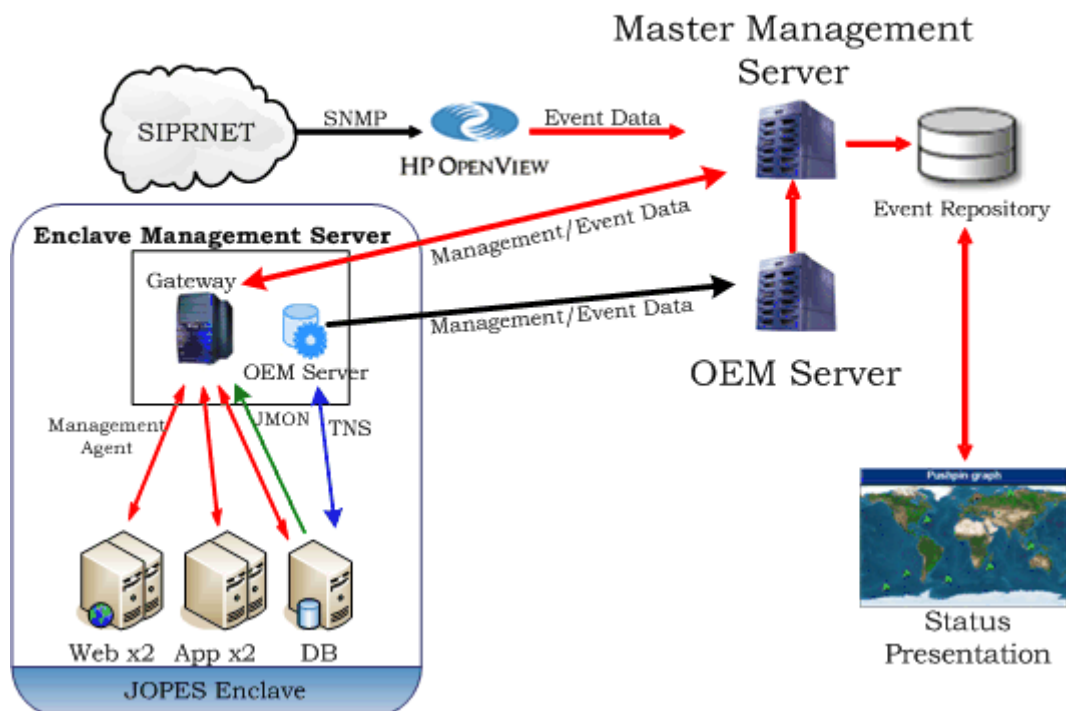 Master Management
Server
SIPRNET
SNMP
HP OPENVIEW
Event Data
Event Repository
Management/Event Data
Enclave Management Server
Gateway
OEM Server
Management/Event Data
OEM Server
Management
Agent
JMON
TNS
Pushpin graph
Web x2
App x2
DB
Status
Presentation
JOPES Enclave